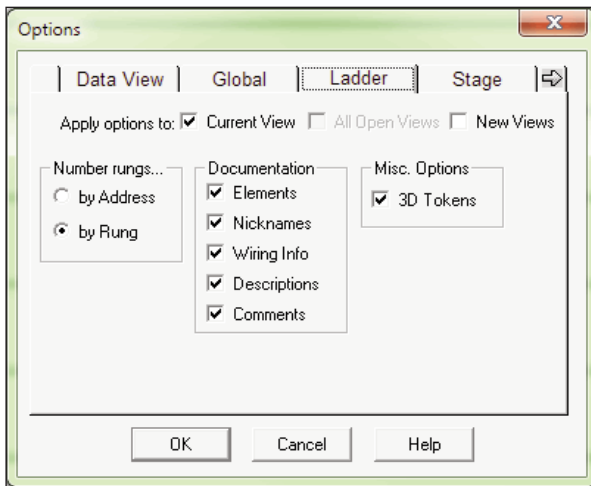 Options
Data View Global Ladder Stage
Apply options to: Current View All Open Views New Views
Number rungs... Documentation Misc. Options
by Address Elements 3D Tokens
by Rung Nicknames
Wiring Info
Descriptions
Comments
OK Cancel Help